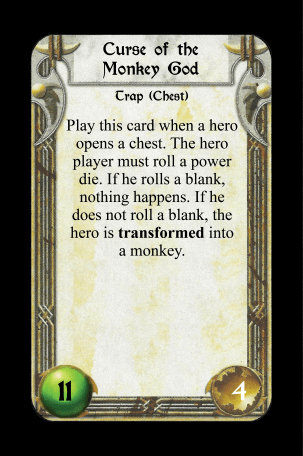 Curse of the
Monkey God
Trap (Chest)
Play this card when a hero
opens a chest. The hero
player must roll a power
die. If he rolls a blank,
nothing happens. If he
does not roll a blank, the
hero is transformed into
a monkey.
11
4